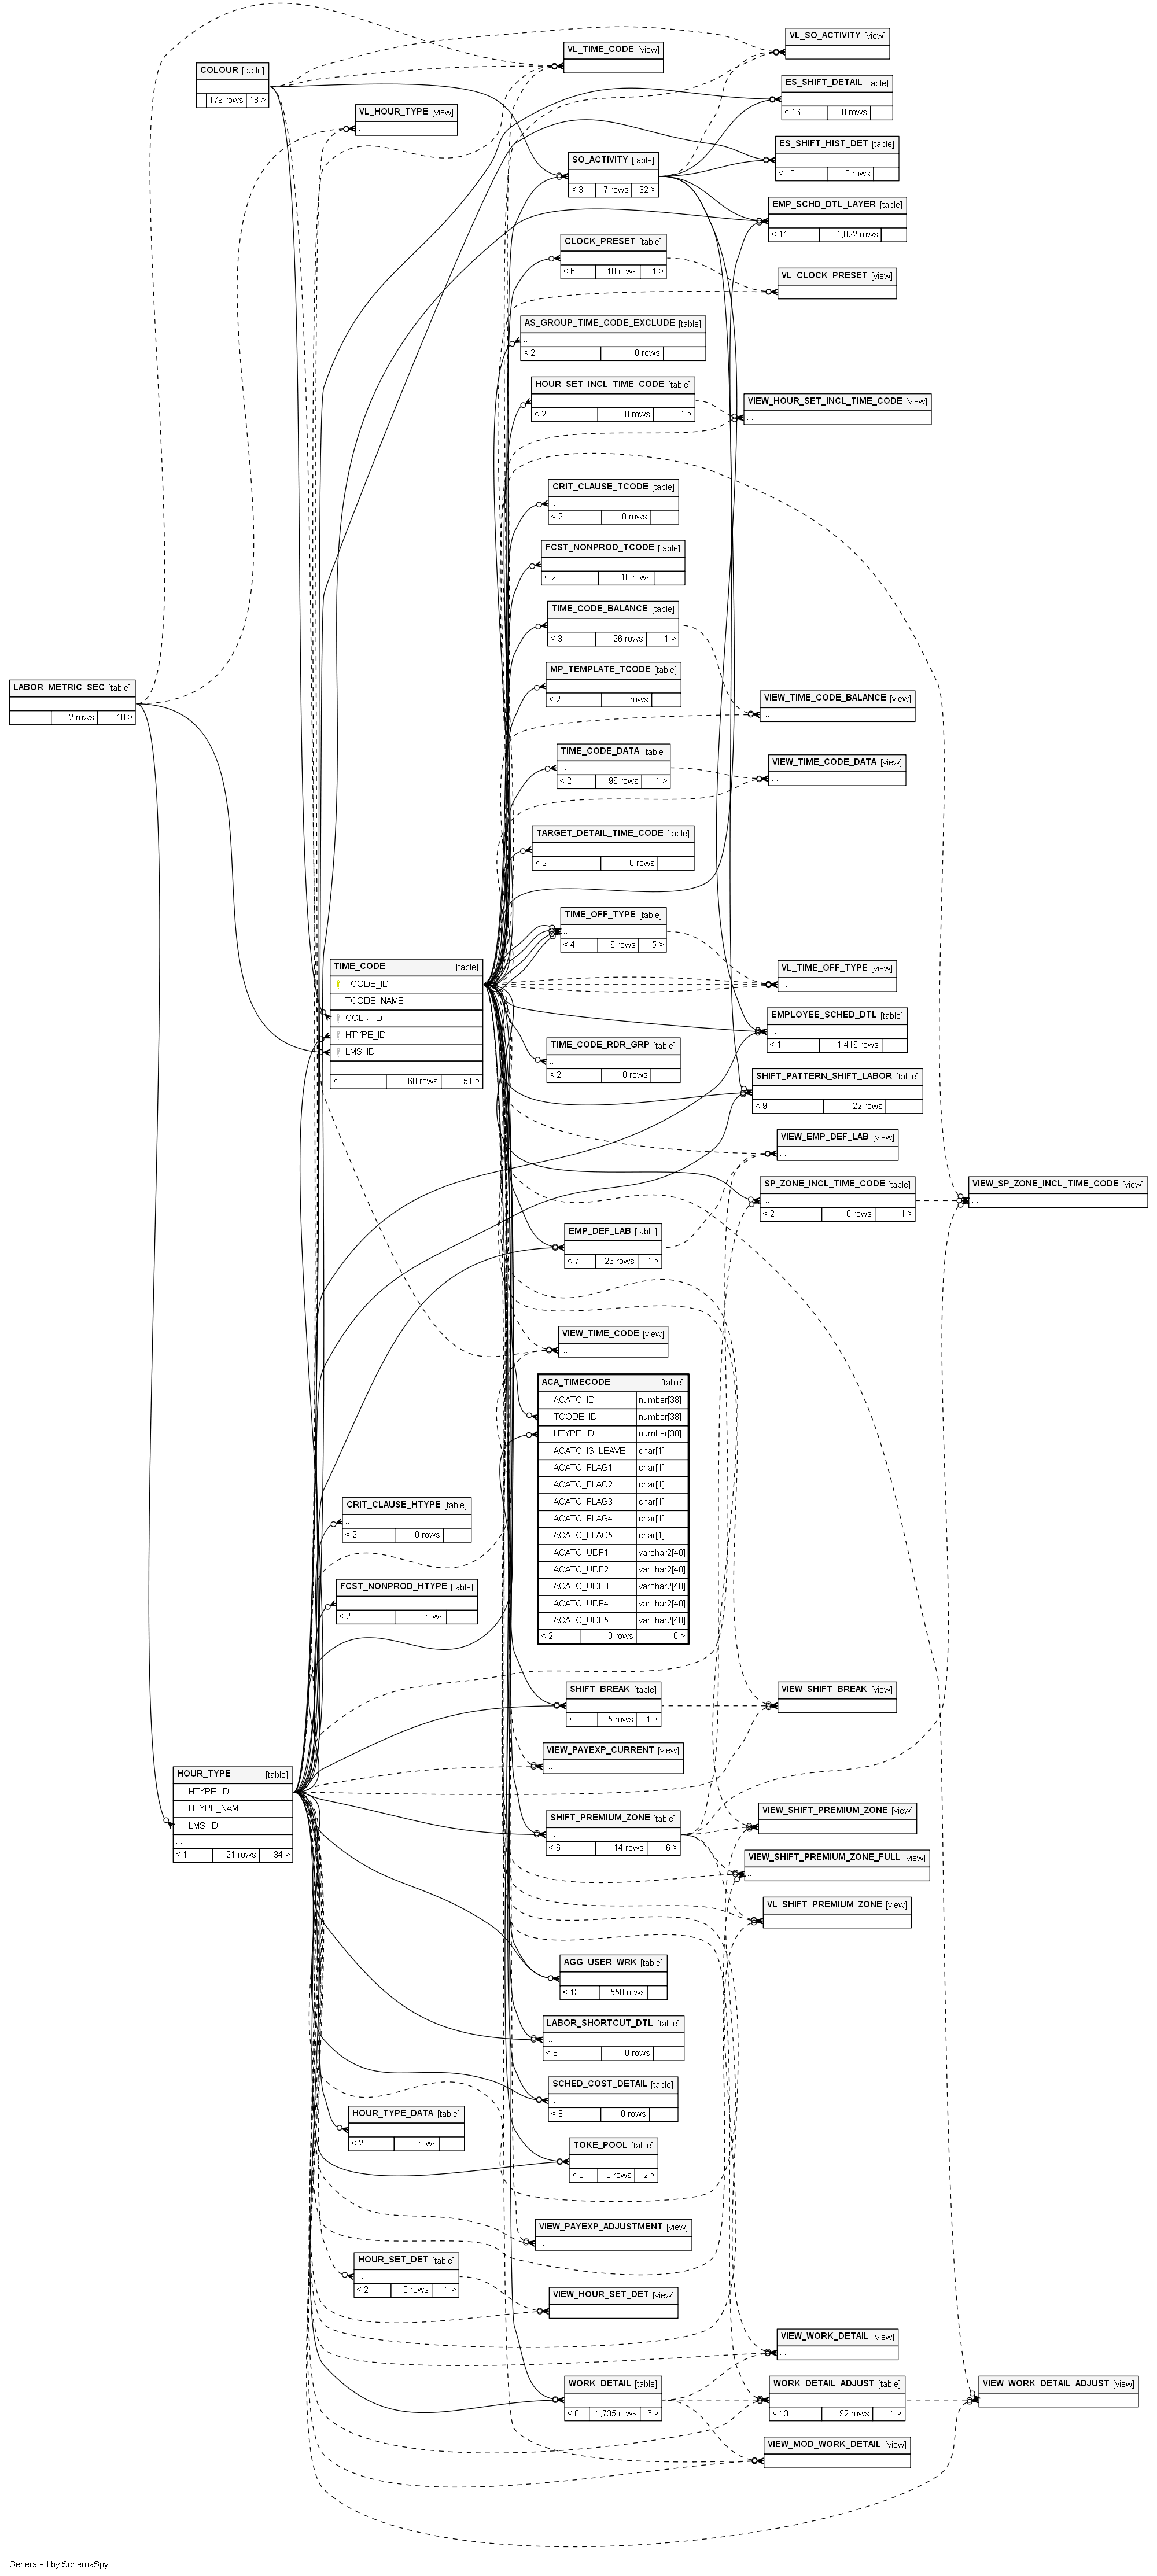 VL_SO_ACTIVITY [view]
...
VL_TIME_CODE [view]
...
COLOUR [table]
...
179 rows 18 >
ES_SHIFT_DETAIL [table]
...
< 16 0 rows
VL_HOUR_TYPE [view]
...
ES_SHIFT_HIST_DET [table]
< 10 0 rows
SO_ACTIVITY [table]
< 3 7 rows 32 >
EMP_SCHD_DTL_LAYER [table]
...
< 11 1,022 rows
CLOCK_PRESET [table]
...
< 6 10 rows 1 >
VL_CLOCK_PRESET [view]
AS_GROUP_TIME_CODE_EXCLUDE [table]
...
< 2 0 rows
HOUR_SET_INCL_TIME_CODE [table]
< 2 0 rows 1 >
VIEW_HOUR_SET_INCL_TIME_CODE [view]
...
CRIT_CLAUSE_TCODE [table]
...
< 2 0 rows
FCST_NONPROD_TCODE [table]
...
< 2 10 rows
TIME_CODE_BALANCE [table]
< 3 26 rows 1 >
MP_TEMPLATE_TCODE [table]
...
< 2 0 rows
LABOR_METRIC_SEC [table]
2 rows 18 >
VIEW_TIME_CODE_BALANCE [view]
...
TIME_CODE_DATA [table]
...
< 2 96 rows 1 >
VIEW_TIME_CODE_DATA [view]
...
TARGET_DETAIL_TIME_CODE [table]
< 2 0 rows
TIME_OFF_TYPE [table]
...
< 4 6 rows 5 >
TIME_CODE [table]
TCODE_ID
TCODE_NAME
COLR_ID
HTYPE_ID
LMS_ID
...
< 3 68 rows 51 >
VL_TIME_OFF_TYPE [view]
...
EMPLOYEE_SCHED_DTL [table]
...
< 11 1,416 rows
TIME_CODE_RDR_GRP [table]
...
< 2 0 rows
SHIFT_PATTERN_SHIFT_LABOR [table]
< 9 22 rows
VIEW_EMP_DEF_LAB [view]
...
SP_ZONE_INCL_TIME_CODE [table]
...
< 2 0 rows 1 >
VIEW_SP_ZONE_INCL_TIME_CODE [view]
...
EMP_DEF_LAB [table]
< 7 26 rows 1 >
VIEW_TIME_CODE [view]
...
ACA_TIMECODE [table]
ACATC_ID number[38]
TCODE_ID number[38]
HTYPE_ID number[38]
ACATC_IS_LEAVE char[1]
ACATC_FLAG1 char[1]
ACATC_FLAG2 char[1]
ACATC_FLAG3 char[1]
ACATC_FLAG4 char[1]
ACATC_FLAG5 char[1]
ACATC_UDF1 varchar2[40]
ACATC_UDF2 varchar2[40]
ACATC_UDF3 varchar2[40]
ACATC_UDF4 varchar2[40]
ACATC_UDF5 varchar2[40]
< 2 0 rows 0 >
CRIT_CLAUSE_HTYPE [table]
...
< 2 0 rows
FCST_NONPROD_HTYPE [table]
...
< 2 3 rows
SHIFT_BREAK [table]
< 3 5 rows 1 >
VIEW_SHIFT_BREAK [view]
VIEW_PAYEXP_CURRENT [view]
...
HOUR_TYPE [table]
HTYPE_ID
HTYPE_NAME
LMS_ID
...
< 1 21 rows 34 >
VIEW_SHIFT_PREMIUM_ZONE [view]
...
SHIFT_PREMIUM_ZONE [table]
...
< 6 14 rows 6 >
VIEW_SHIFT_PREMIUM_ZONE_FULL [view]
...
VL_SHIFT_PREMIUM_ZONE [view]
AGG_USER_WRK [table]
< 13 550 rows
LABOR_SHORTCUT_DTL [table]
...
< 8 0 rows
SCHED_COST_DETAIL [table]
...
< 8 0 rows
HOUR_TYPE_DATA [table]
...
< 2 0 rows
TOKE_POOL [table]
< 3 0 rows 2 >
VIEW_PAYEXP_ADJUSTMENT [view]
...
HOUR_SET_DET [table]
...
< 2 0 rows 1 >
VIEW_HOUR_SET_DET [view]
...
VIEW_WORK_DETAIL [view]
...
WORK_DETAIL [table]
< 8 1,735 rows 6 >
WORK_DETAIL_ADJUST [table]
< 13 92 rows 1 >
VIEW_WORK_DETAIL_ADJUST [view]
VIEW_MOD_WORK_DETAIL [view]
...
Generated by SchemaSpy